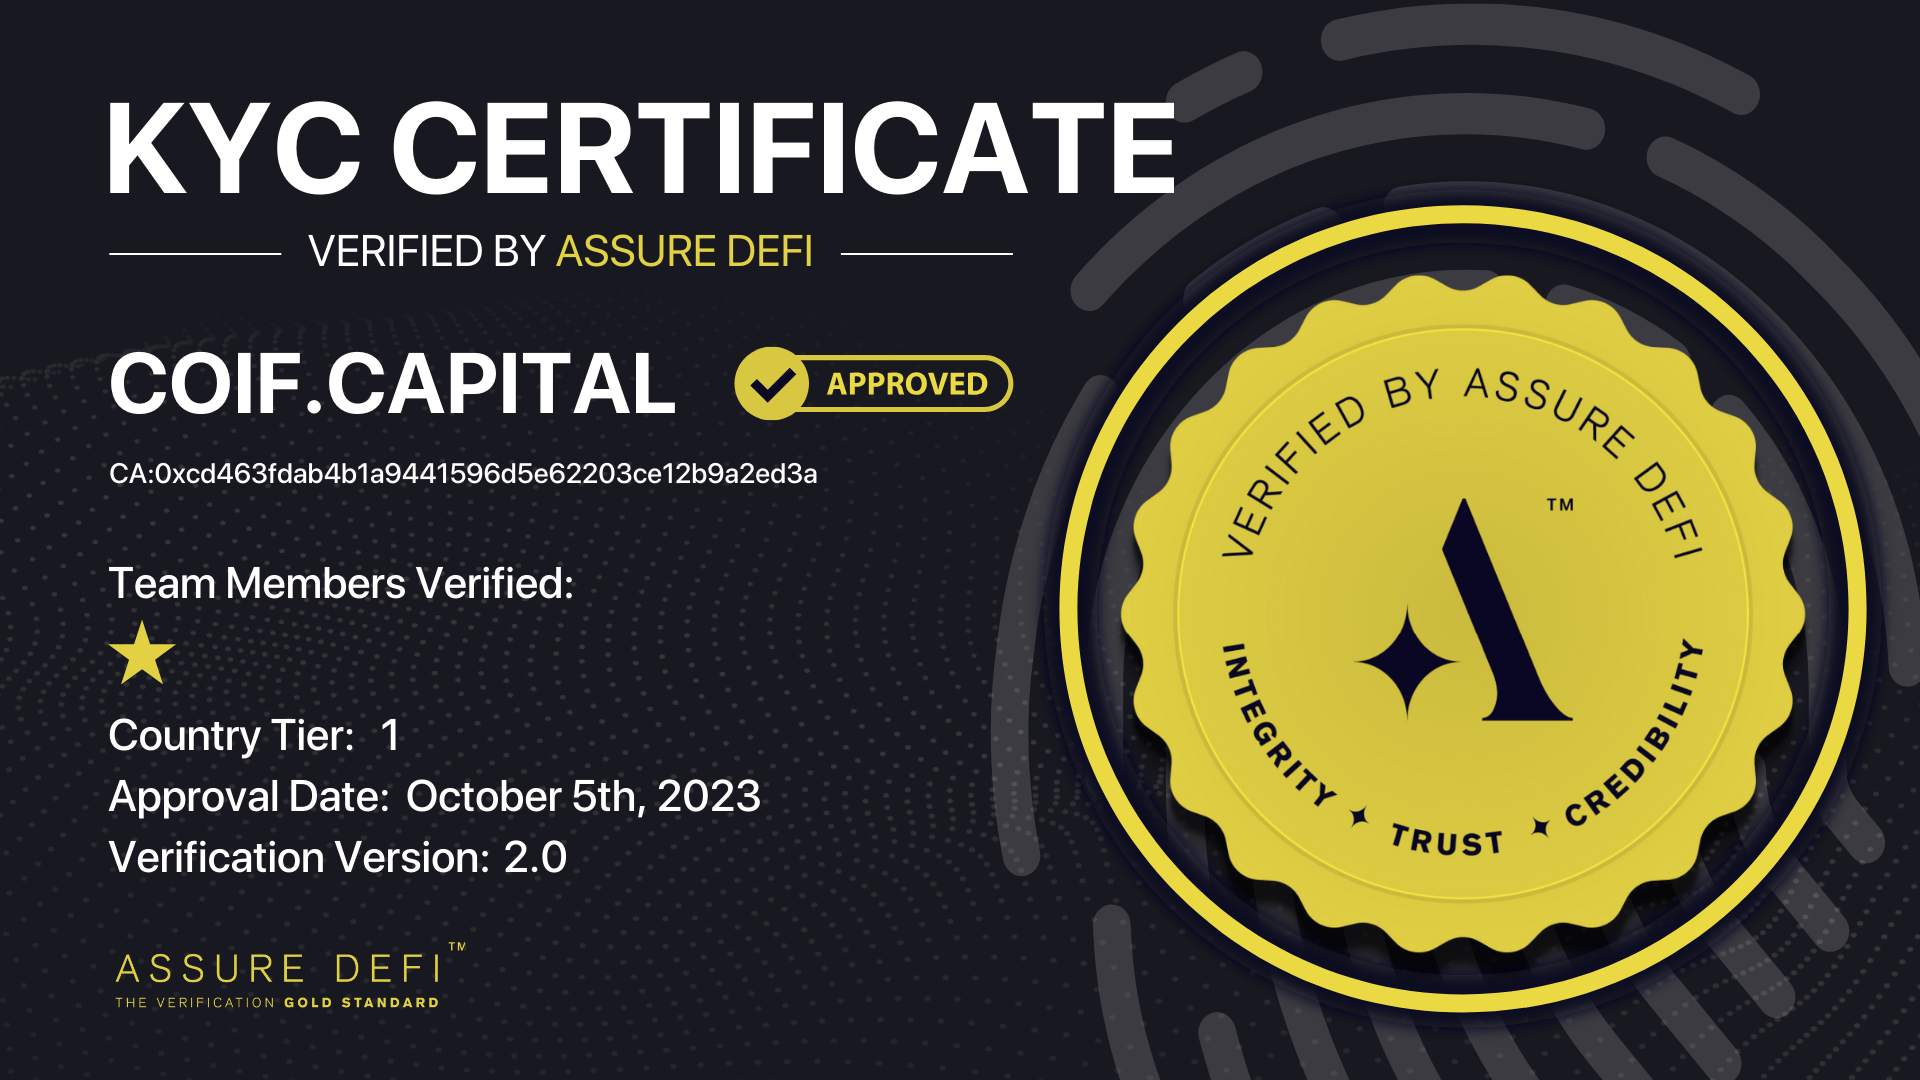 KYC CERTIFICATE
VERIFIED BY ASSURE DEFI
COIF.CAPITAL
APPROVED
CA:0xcd463fdab4b1a9441596d5e62203ce12b9a2ed3a
Team Members Verified:
Country Tier: 1
Approval Date: October 5th, 2023
Verification Version: 2.0
ASSURE DEFI™
THE VERIFICATION GOLD STANDARD
VERIFIED BY ASSURE DEFI
™
INTEGRITY ✦ TRUST ✦ CREDIBILITY